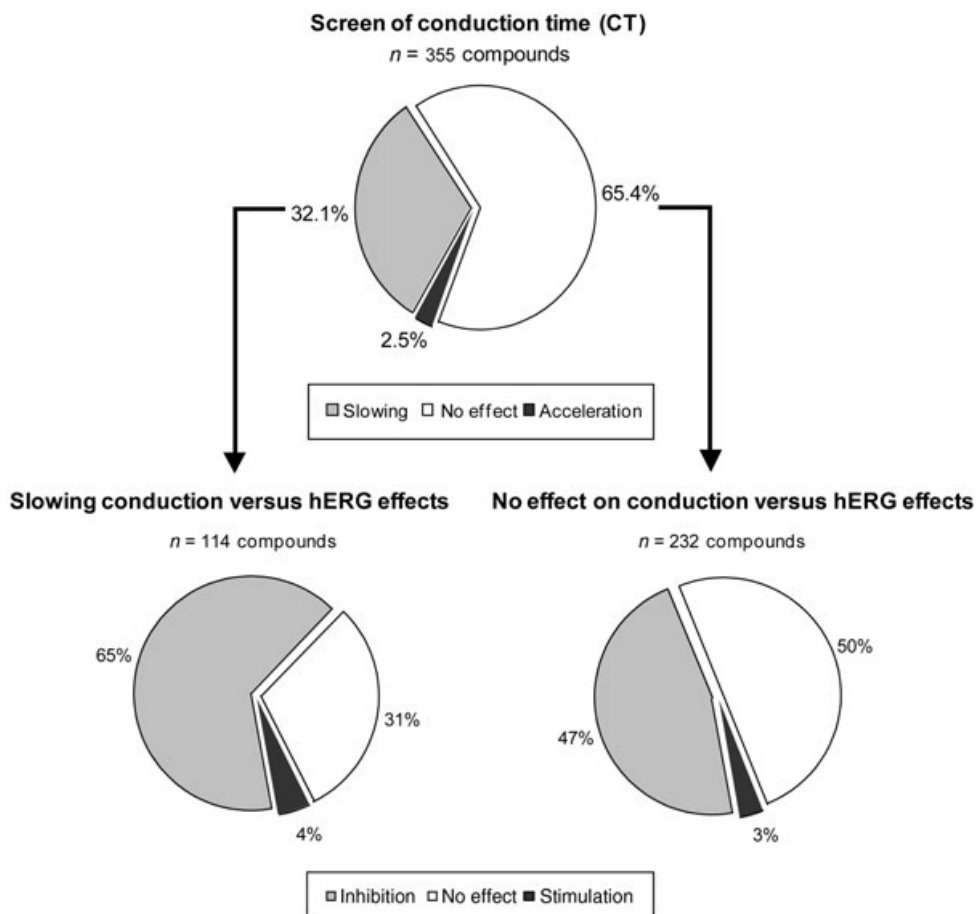 Screen of conduction time (CT)
n = 355 compounds
65.4%
32.1%
2.5%
Slowing No effect Acceleration
Slowing conduction versus hERG effects
n = 114 compounds
65%
31%
4%
No effect on conduction versus hERG effects
n = 232 compounds
50%
47%
3%
Inhibition No effect Stimulation